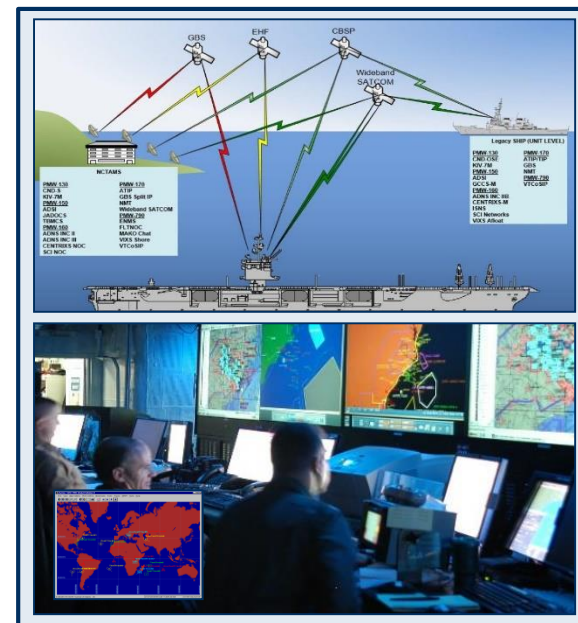 GBS
EHF
CBSP
Wideband
SATCOM
NCTAMS
PMW-130
CND-S
KIV-7M
PMW-150
ADSI
JADOCS
TBMCS
PMW-160
ADNS INC II
ADNS INC III
CENTRIXS NOC
SCI NOC
PMW-170
ATIP
GBS Split IP
NMT
Wideband SATCOM
PMW-790
ENMS
FLTNOC
MAKO Chat
VIXS Shore
VTCoSIP
Legacy SHIP (UNIT LEVEL)
PMW-130
CND-OSE
KIV-7M
PMW-150
ADSI
GCCS-M
PMW-160
ADNS INC IIB
CENTRIXS-M
ISNS
SCI Networks
VIXS Afloat
PMW-170
ATIP/TIP
GBS
NMT
PMW-790
VTCoSIP